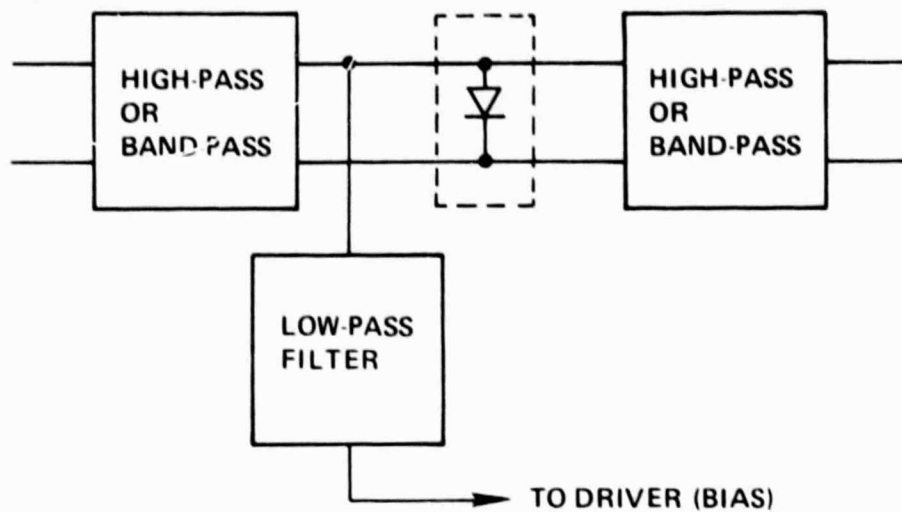 HIGH-PASS
OR
BAND-PASS
HIGH-PASS
OR
BAND-PASS
LOW-PASS
FILTER
TO DRIVER (BIAS)